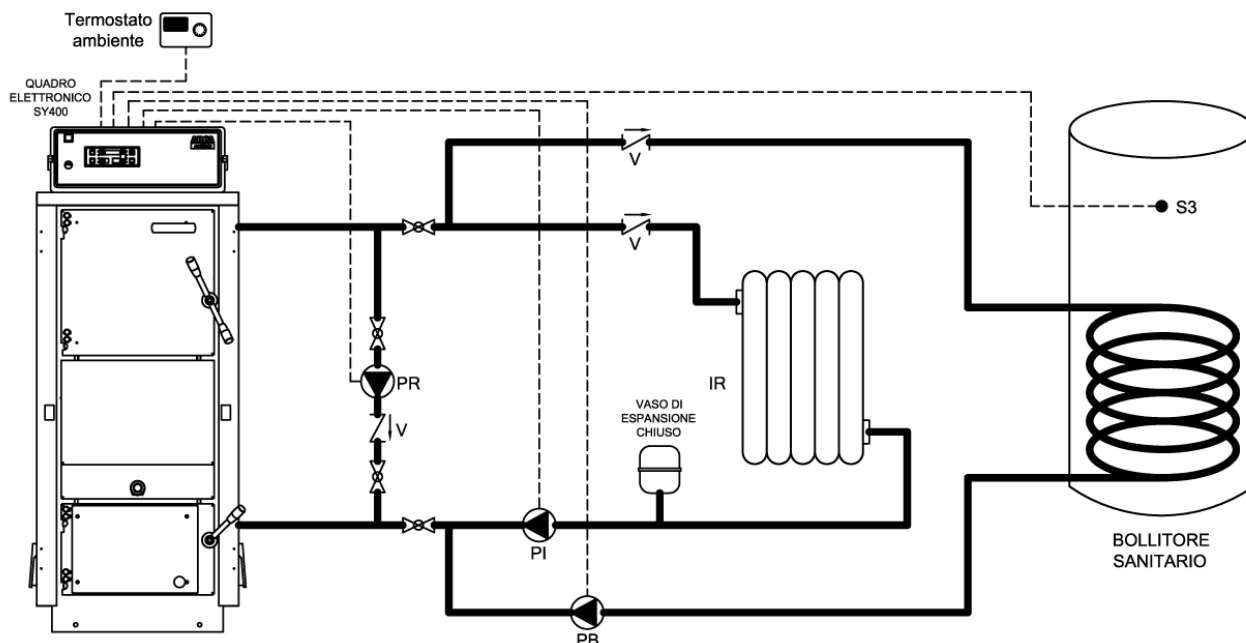 Termostato
ambiente
QUADRO
ELETTRONICO
SY400
V
V
S3
PR
V
IR
VASO DI
ESPANSIONE
CHIUSO
PI
PB
BOLLITORE
SANITARIO